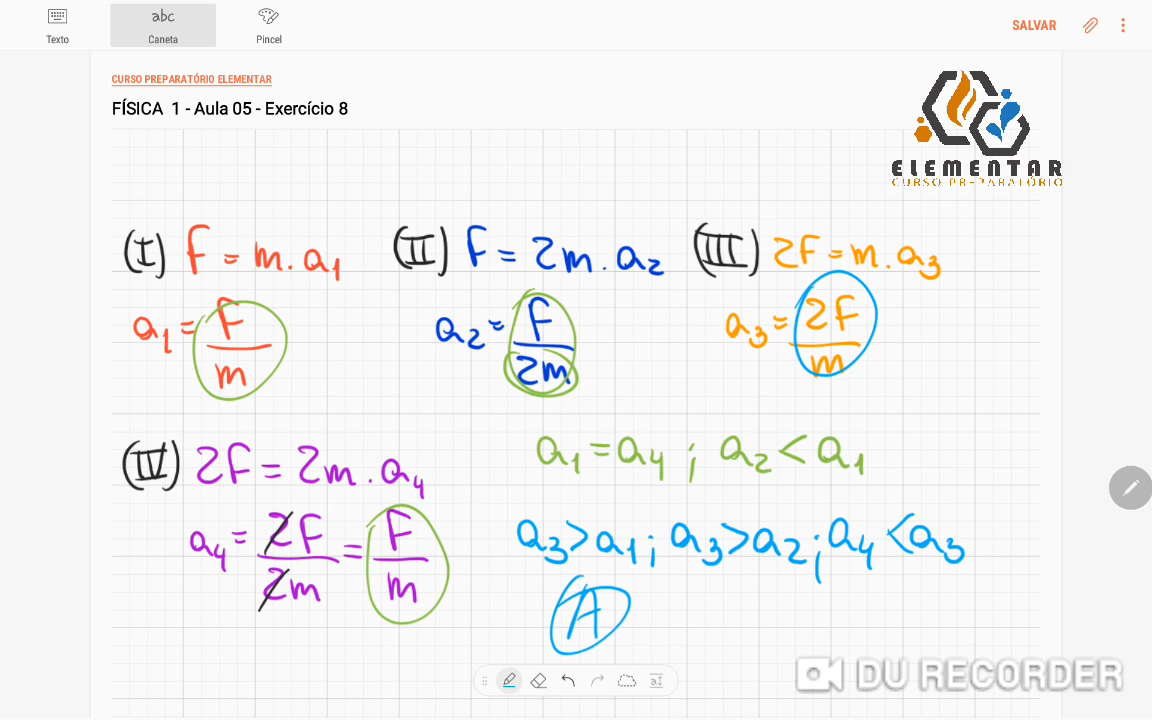 Texto
Caneta
Pincel
SALVAR
CURSO PREPARATÓRIO ELEMENTAR
FÍSICA 1 - Aula 05 - Exercício 8
ELEMENTAR
CURSO PREPARATÓRIO
(I) F = m.a1
a1 = F/m
(II) F = 2m.a2
a2 = F/2m
(III) 2F = m.a3
a3 = 2F/m
(IV) 2F = 2m.a4
a4 = 2F/2m = F/m
a1 = a4 ; a2 < a1
a3 > a1 ; a3 > a2 ; a4 < a3
A
DU RECORDER